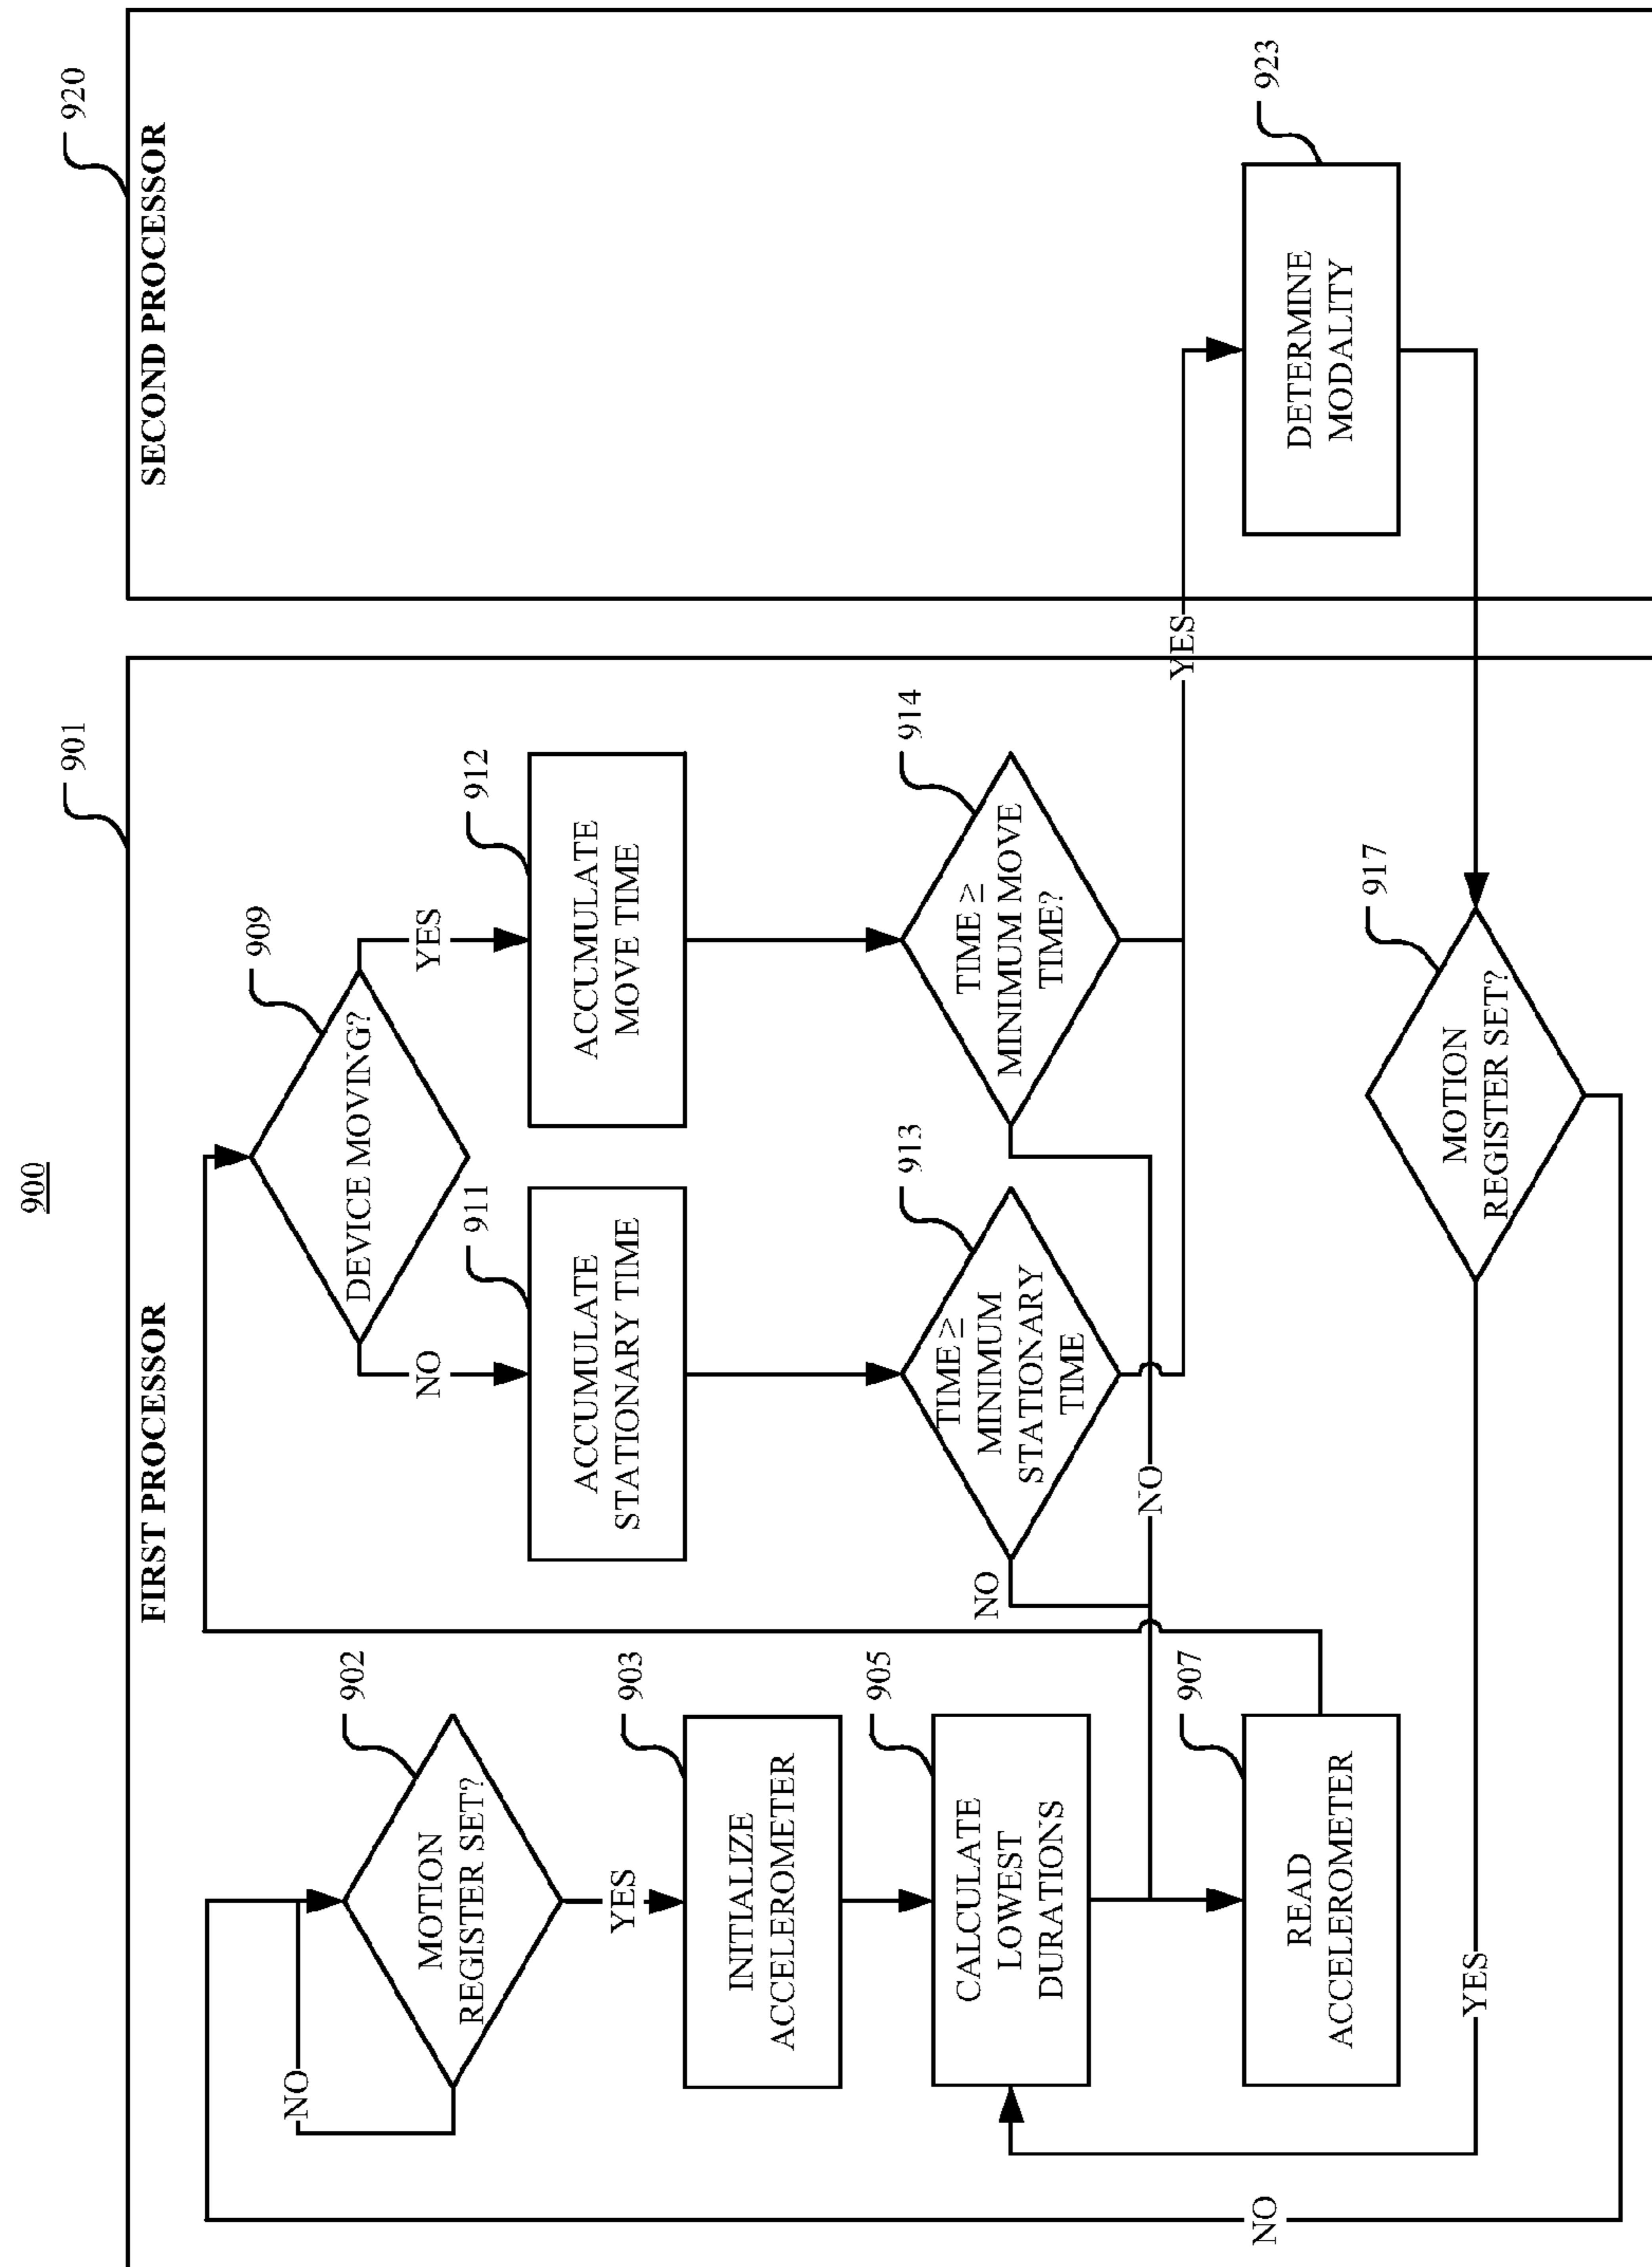 900
901
FIRST PROCESSOR
902
MOTION
REGISTER SET?
NO
YES
903
INITIALIZE
ACCELEROMETER
905
CALCULATE
LOWEST
DURATIONS
907
READ
ACCELEROMETER
909
DEVICE MOVING?
NO
YES
911
ACCUMULATE
STATIONARY TIME
912
ACCUMULATE
MOVE TIME
913
TIME ≥
MINIMUM
STATIONARY
TIME
NO
914
TIME ≥
MINIMUM MOVE
TIME?
NO
YES
917
MOTION
REGISTER SET?
YES
NO
920
SECOND PROCESSOR
923
DETERMINE
MODALITY